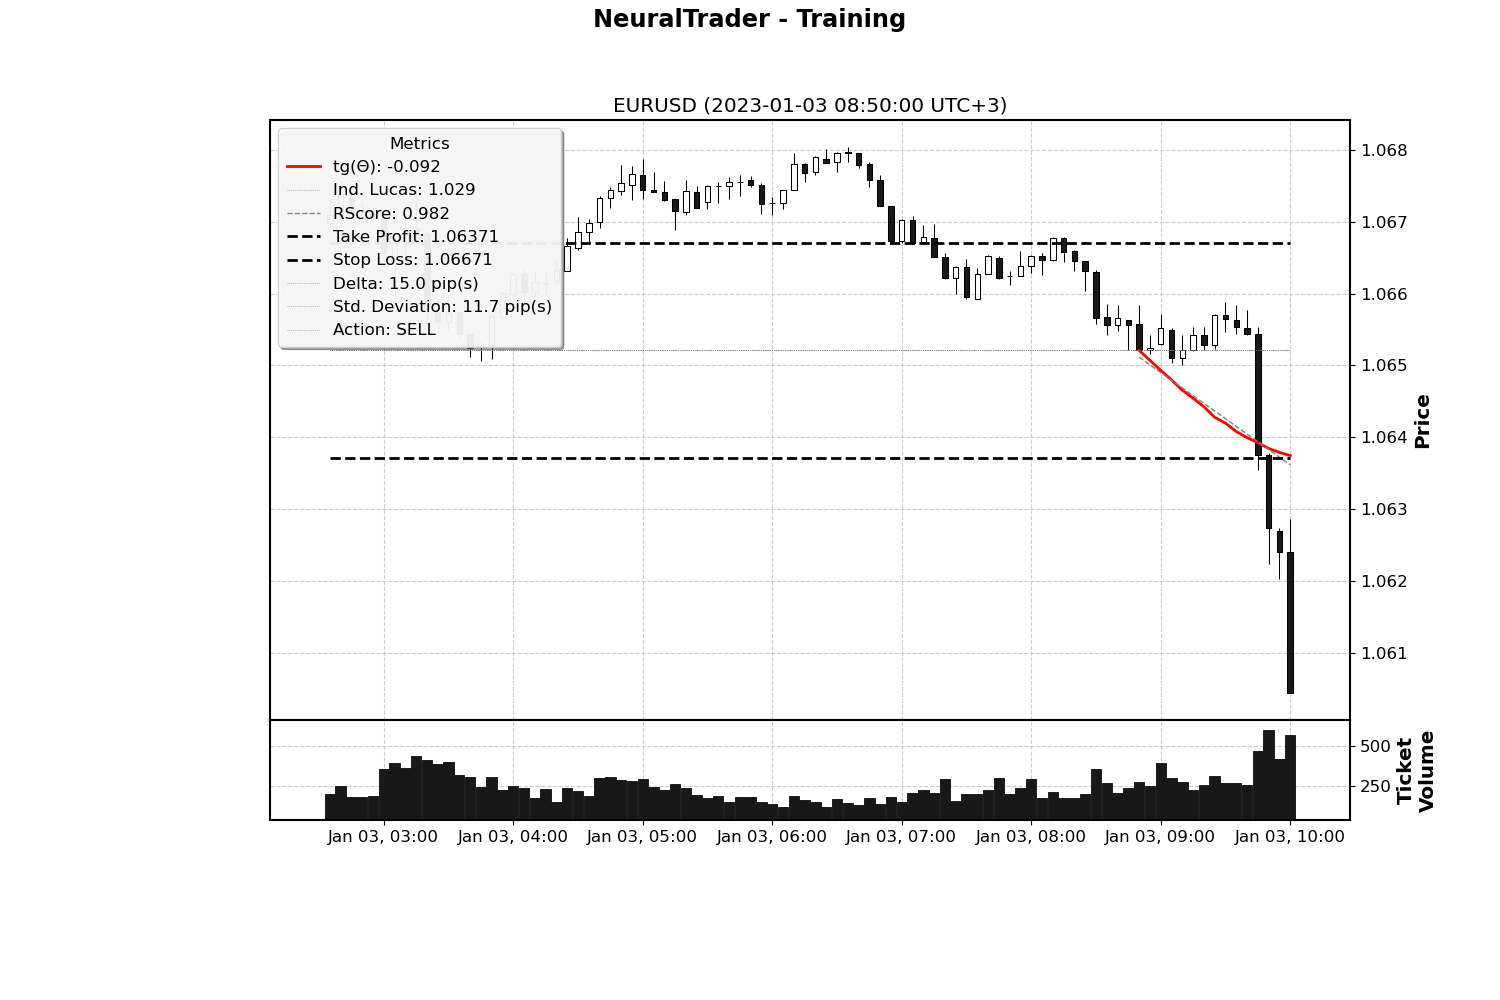 NeuralTrader - Training
EURUSD (2023-01-03 08:50:00 UTC+3)
Metrics
tg(Θ): -0.092
Ind. Lucas: 1.029
RScore: 0.982
Take Profit: 1.06371
Stop Loss: 1.06671
Delta: 15.0 pip(s)
Std. Deviation: 11.7 pip(s)
Action: SELL
1.068
1.067
1.066
1.065
1.064
1.063
1.062
1.061
Price
500
250
Ticket
Volume
Jan 03, 03:00 Jan 03, 04:00 Jan 03, 05:00 Jan 03, 06:00 Jan 03, 07:00 Jan 03, 08:00 Jan 03, 09:00 Jan 03, 10:00